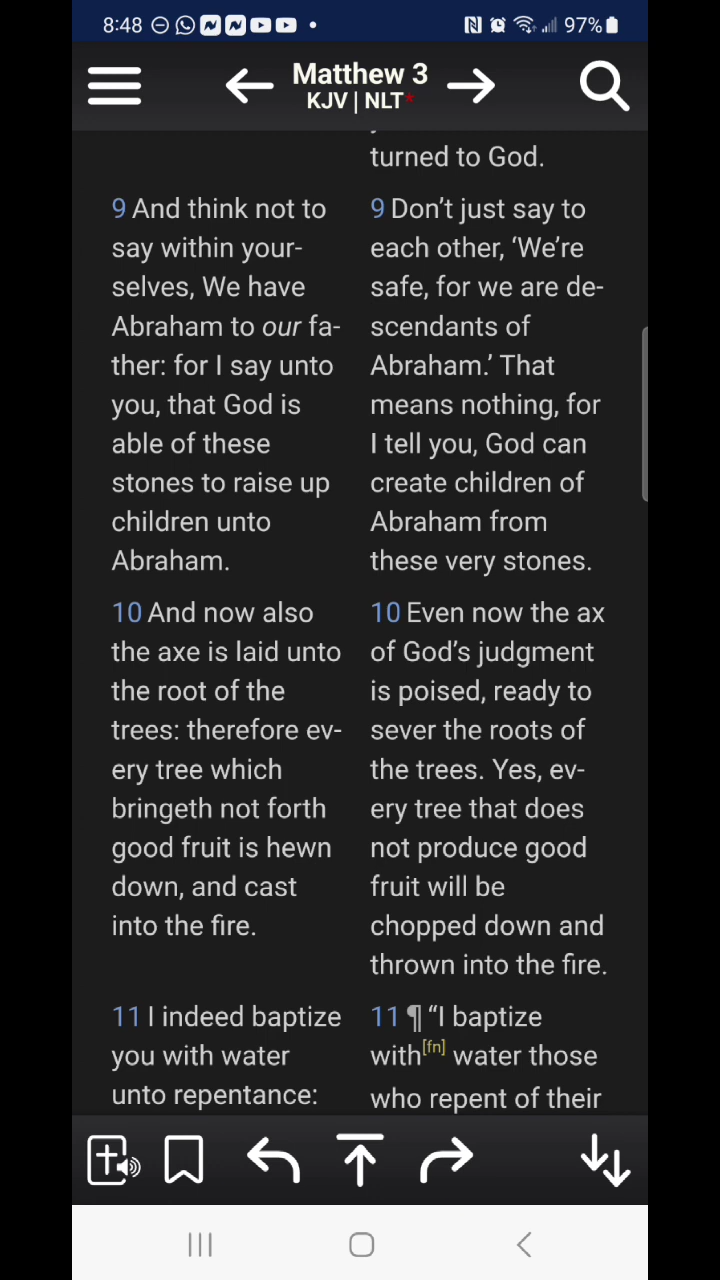 8:48 97%
Matthew 3
KJV | NLT*
turned to God.
9 And think not to
say within your-
selves, We have
Abraham to our fa-
ther: for I say unto
you, that God is
able of these
stones to raise up
children unto
Abraham.
9 Don’t just say to
each other, ‘We’re
safe, for we are de-
scendants of
Abraham.’ That
means nothing, for
I tell you, God can
create children of
Abraham from
these very stones.
10 And now also
the axe is laid unto
the root of the
trees: therefore ev-
ery tree which
bringeth not forth
good fruit is hewn
down, and cast
into the fire.
10 Even now the ax
of God’s judgment
is poised, ready to
sever the roots of
the trees. Yes, ev-
ery tree that does
not produce good
fruit will be
chopped down and
thrown into the fire.
11 I indeed baptize
you with water
unto repentance:
11 ¶ “I baptize
with[fn] water those
who repent of their